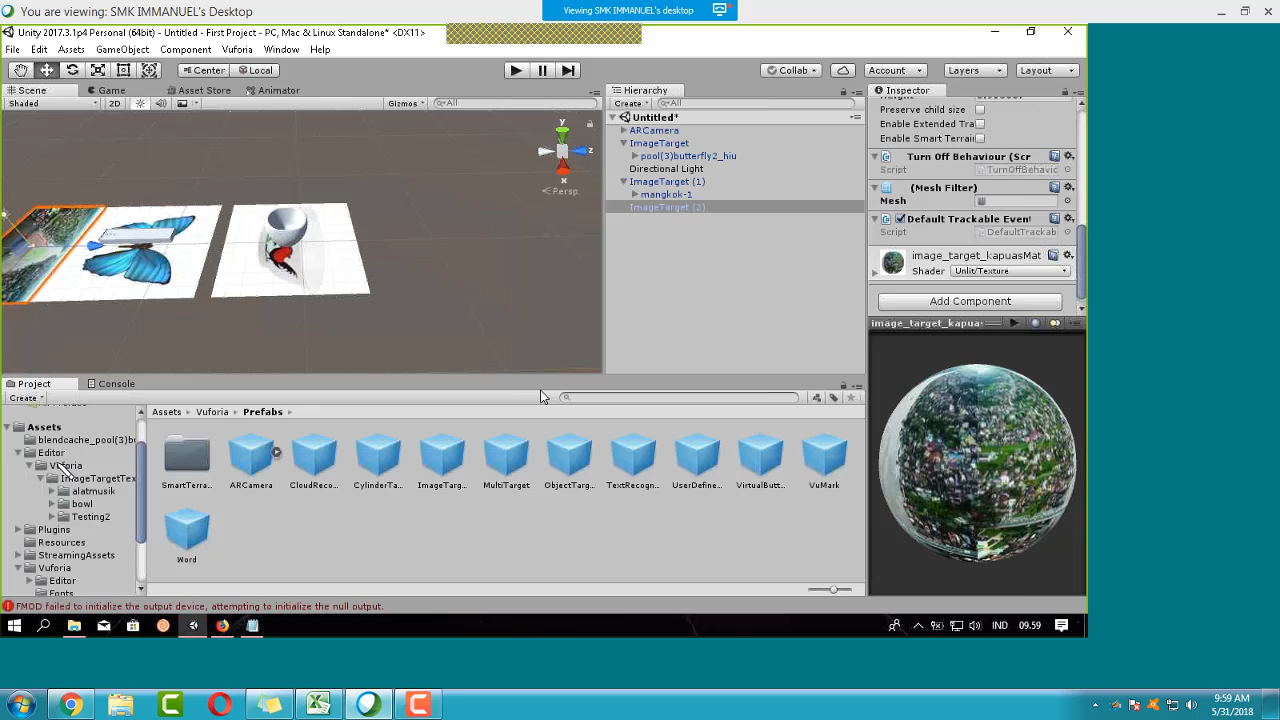 You are viewing: SMK IMMANUEL's Desktop
Viewing SMK IMMANUEL's desktop
Unity 2017.3.1p4 Personal (64bit) - Untitled - First Project - PC, Mac & Linux Standalone* <DX11>
File Edit Assets GameObject Component Vuforia Window Help
Center Local Collab Account Layers Layout
Scene Game Asset Store Animator
Shaded 2D Gizmos All
y
z
x
Persp
Hierarchy
Create All
Untitled*
ARCamera
ImageTarget
pool(3)butterfly2_hiu
Directional Light
ImageTarget (1)
mangkok-1
ImageTarget (2)
Inspector
Preserve child size
Enable Extended Tra
Enable Smart Terrai
Turn Off Behaviour (Scr
Script TurnOffBehavio
(Mesh Filter)
Mesh
Default Trackable Event
Script DefaultTrackab
image_target_kapuasMat
Shader Unlit/Texture
Add Component
image_target_kapua
Project Console
Create
Assets
blendcache_pool(3)bu
Editor
Vuforia
ImageTargetTex
alatmusik
bowl
Testing2
Plugins
Resources
StreamingAssets
Vuforia
Editor
Fonts
Assets Vuforia Prefabs
SmartTerra... ARCamera CloudReco... CylinderTa... ImageTarg... MultiTarget ObjectTarg... TextRecogn... UserDefine... VirtualButt... VuMark
Word
FMOD failed to initialize the output device, attempting to initialize the null output.
IND 09.59
9:59 AM
5/31/2018